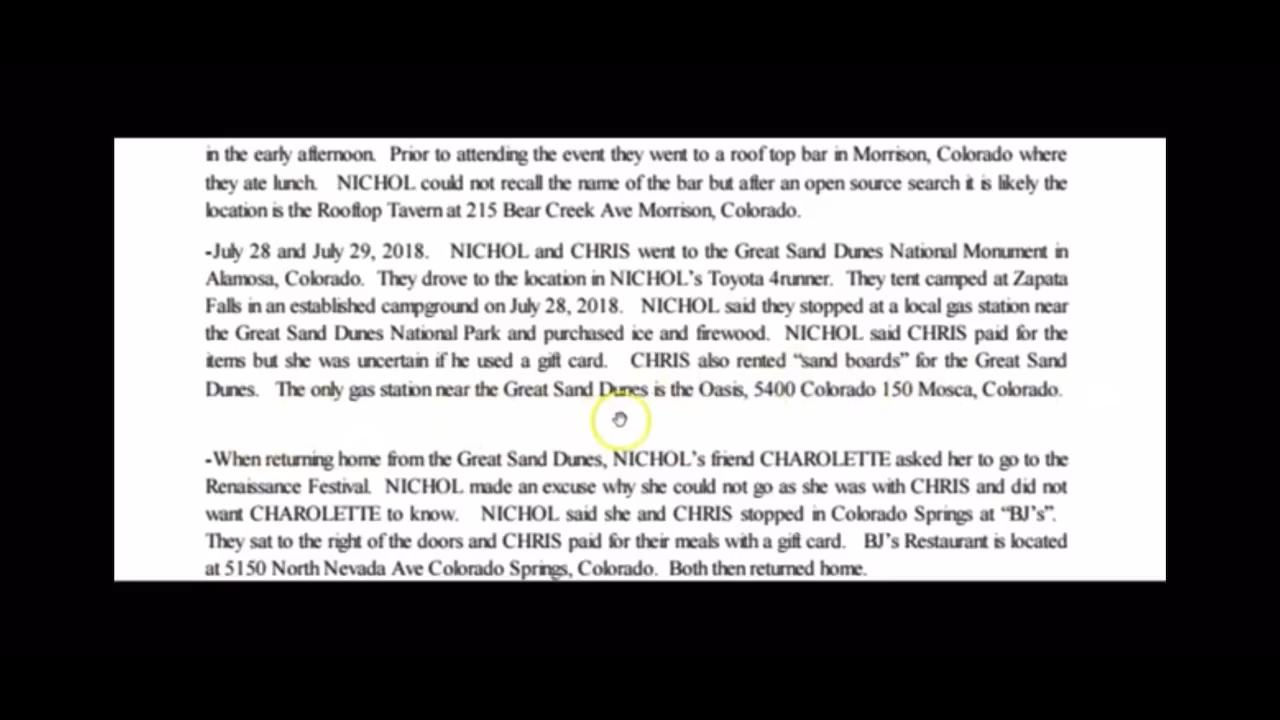 in the early afternoon. Prior to attending the event they went to a roof top bar in Morrison, Colorado where
they ate lunch. NICHOL could not recall the name of the bar but after an open source search it is likely the
location is the Rooftop Tavern at 215 Bear Creek Ave Morrison, Colorado.
-July 28 and July 29, 2018. NICHOL and CHRIS went to the Great Sand Dunes National Monument in
Alamosa, Colorado. They drove to the location in NICHOL's Toyota 4runner. They tent camped at Zapata
Falls in an established campground on July 28, 2018. NICHOL said they stopped at a local gas station near
the Great Sand Dunes National Park and purchased ice and firewood. NICHOL said CHRIS paid for the
items but she was uncertain if he used a gift card. CHRIS also rented “sand boards” for the Great Sand
Dunes. The only gas station near the Great Sand Dunes is the Oasis, 5400 Colorado 150 Mosca, Colorado.
-When returning home from the Great Sand Dunes, NICHOL's friend CHAROLETTE asked her to go to the
Renaissance Festival. NICHOL made an excuse why she could not go as she was with CHRIS and did not
want CHAROLETTE to know. NICHOL said she and CHRIS stopped in Colorado Springs at “BJ's”.
They sat to the right of the doors and CHRIS paid for their meals with a gift card. BJ's Restaurant is located
at 5150 North Nevada Ave Colorado Springs, Colorado. Both then returned home.